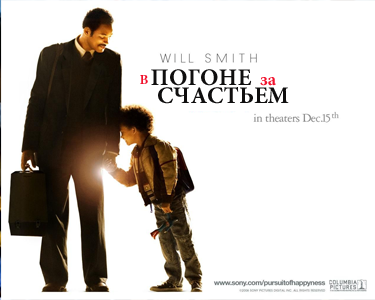 WILL SMITH
В ПОГОНЕ за
СЧАСТЬЕМ
in theaters Dec.15th
www.sony.com/pursuitofhappyness
COLUMBIA
PICTURES